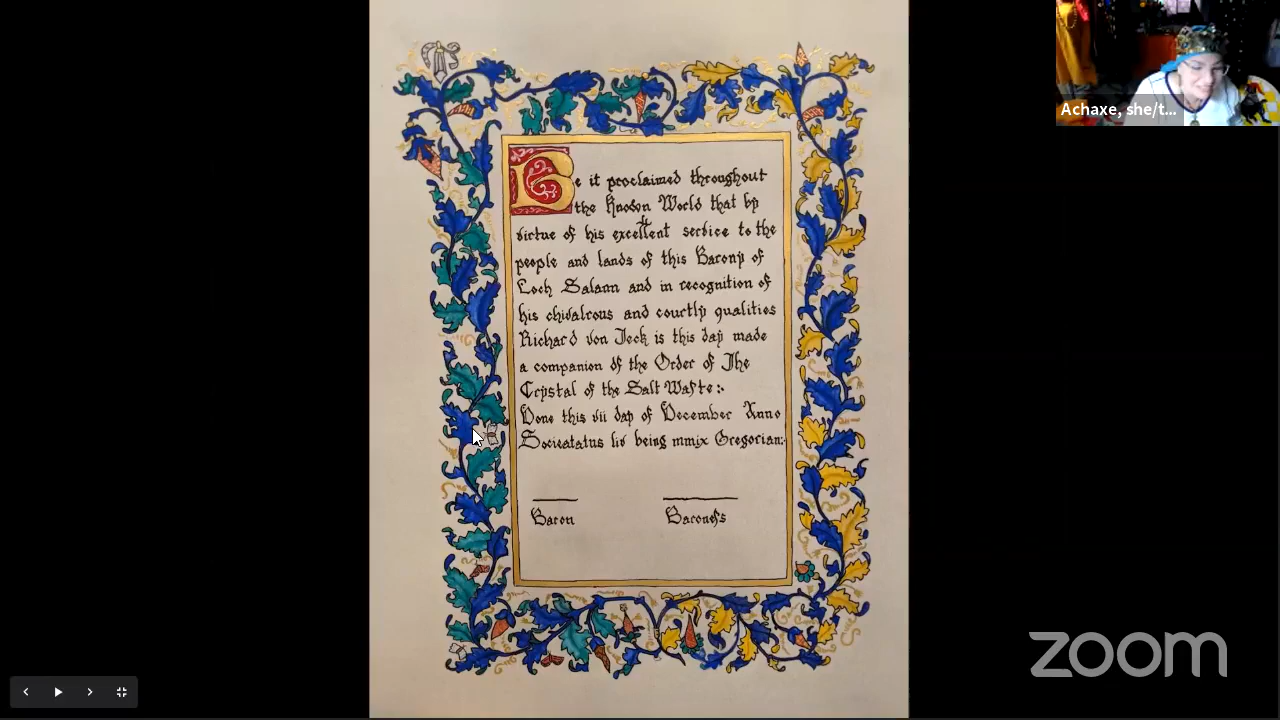 Be it proclaimed throughout
the Known World that by
virtue of his excellent service to the
people and lands of this Barony of
Loch Salann and in recognition of
his chivalrous and courtly qualities
Richard von Jeck is this day made
a companion of the Order of The
Crystal of the Salt Waste :.
Done this vii day of December Anno
Societatus liv being mmix Gregorian:.
Baron
Baroness
Achaxe, she/t...
zoom